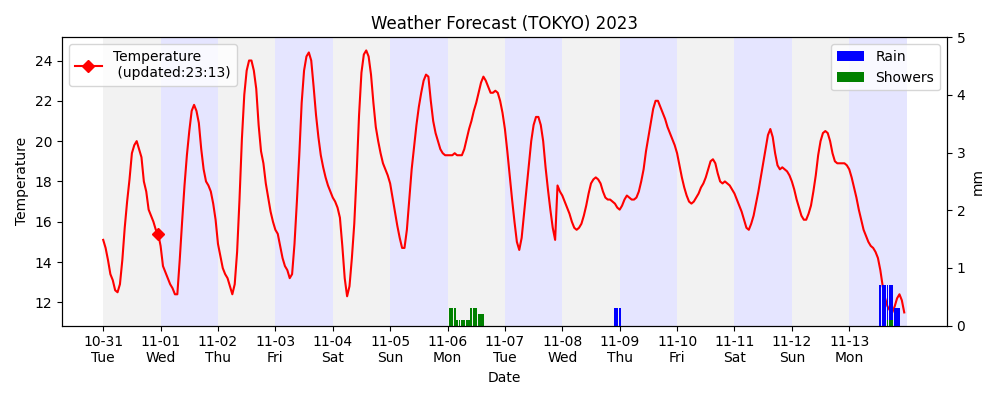 Weather Forecast (TOKYO) 2023
Temperature
(updated:23:13)
Rain
Showers
Temperature
24
22
20
18
16
14
12
5
4
3
2
1
0
mm
10-31 11-01 11-02 11-03 11-04 11-05 11-06 11-07 11-08 11-09 11-10 11-11 11-12 11-13
Tue Wed Thu Fri Sat Sun Mon Tue Wed Thu Fri Sat Sun Mon
Date